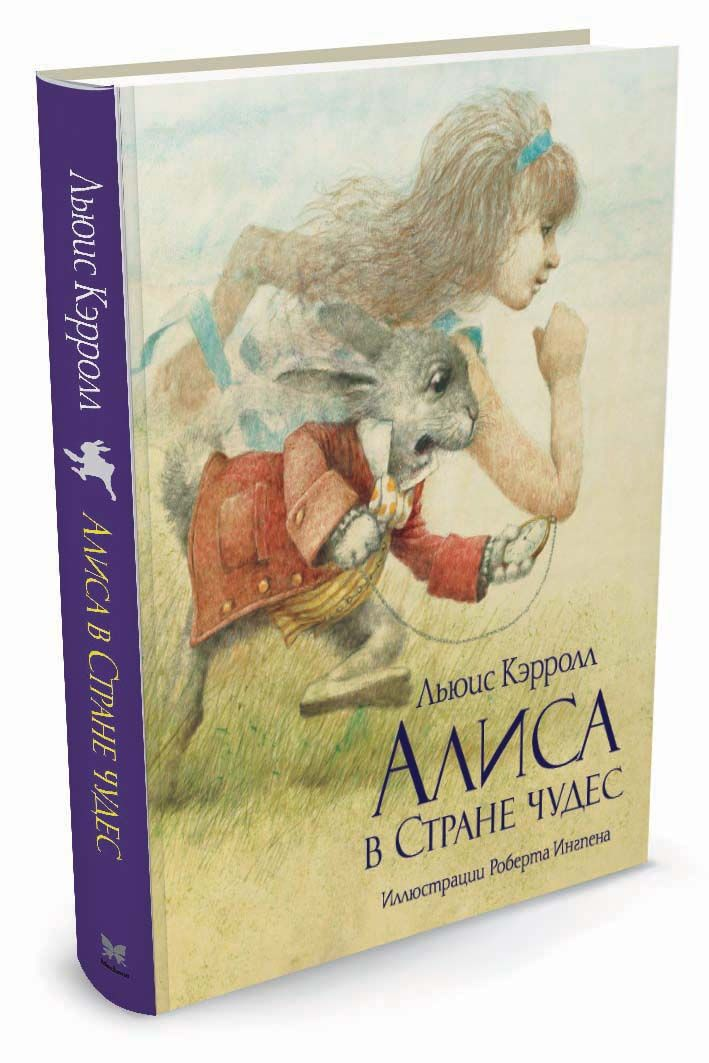 Льюис Кэрролл
Алиса в Стране чудес
Льюис Кэрролл
Алиса
в Стране чудес
Иллюстрации Роберта Ингпена